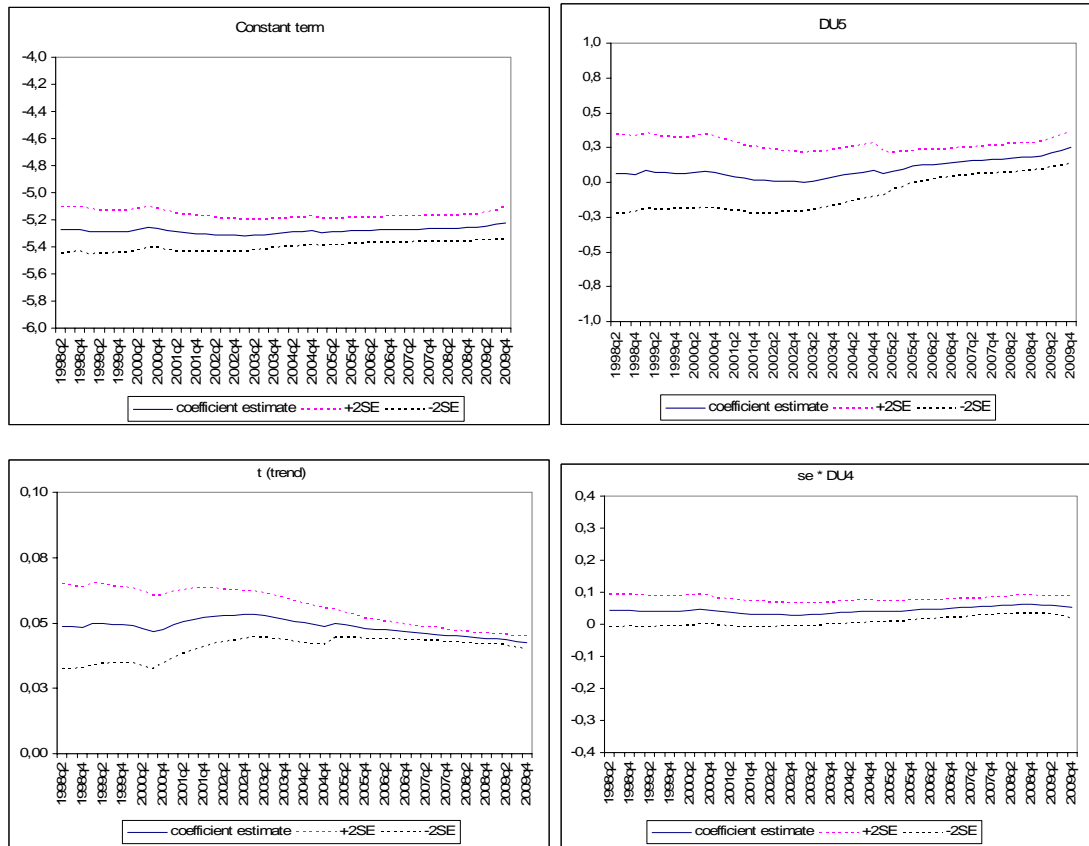 Constant term
-4,0
-4,2
-4,4
-4,6
-4,8
-5,0
-5,2
-5,4
-5,6
-5,8
-6,0
1998q2
1998q4
1999q2
1999q4
2000q2
2000q4
2001q2
2001q4
2002q2
2002q4
2003q2
2003q4
2004q2
2004q4
2005q2
2005q4
2006q2
2006q4
2007q2
2007q4
2008q2
2008q4
2009q2
2009q4
coefficient estimate +2SE -2SE
DU5
1,0
0,8
0,5
0,3
0,0
-0,3
-0,5
-0,8
-1,0
1998q2
1998q4
1999q2
1999q4
2000q2
2000q4
2001q2
2001q4
2002q2
2002q4
2003q2
2003q4
2004q2
2004q4
2005q2
2005q4
2006q2
2006q4
2007q2
2007q4
2008q2
2008q4
2009q2
2009q4
coefficient estimate +2SE -2SE
t (trend)
0,10
0,08
0,05
0,03
0,00
1998q2
1998q4
1999q2
1999q4
2000q2
2000q4
2001q2
2001q4
2002q2
2002q4
2003q2
2003q4
2004q2
2004q4
2005q2
2005q4
2006q2
2006q4
2007q2
2007q4
2008q2
2008q4
2009q2
2009q4
coefficient estimate +2SE -2SE
se * DU4
0,4
0,3
0,2
0,1
0
-0,1
-0,2
-0,3
-0,4
1998q2
1998q4
1999q2
1999q4
2000q2
2000q4
2001q2
2001q4
2002q2
2002q4
2003q2
2003q4
2004q2
2004q4
2005q2
2005q4
2006q2
2006q4
2007q2
2007q4
2008q2
2008q4
2009q2
2009q4
coefficient estimate +2SE -2SE